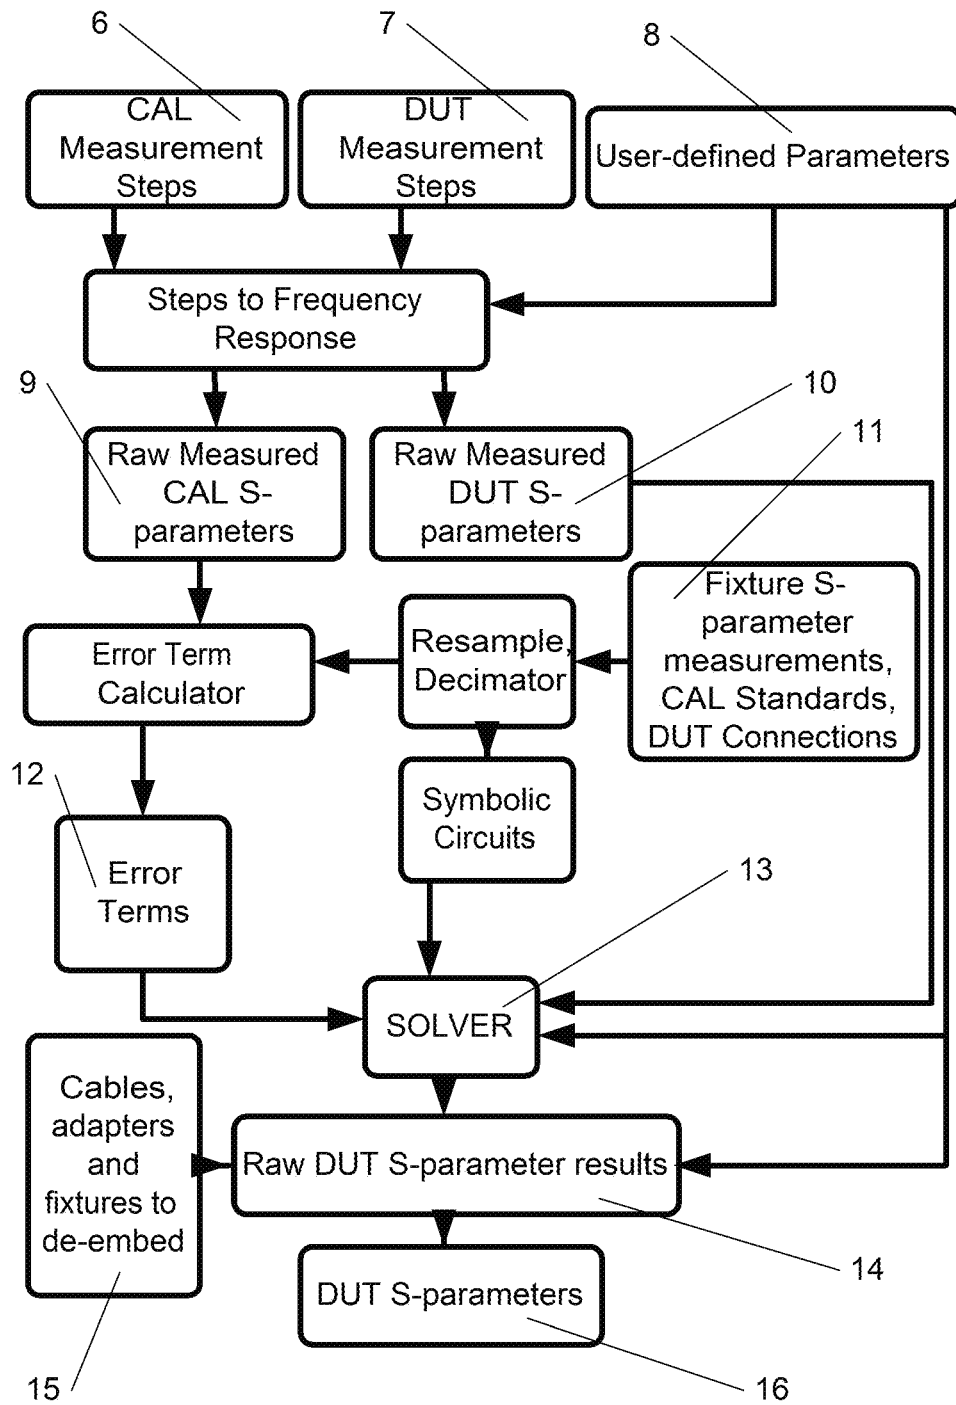 6
7
8
CAL
Measurement
Steps
DUT
Measurement
Steps
User-defined Parameters
Steps to Frequency
Response
9
10
11
Raw Measured
CAL S-
parameters
Raw Measured
DUT S-
parameters
Fixture S-
parameter
measurements,
CAL Standards,
DUT Connections
Resample,
Decimator
Error Term
Calculator
12
Symbolic
Circuits
13
Error
Terms
SOLVER
Cables,
adapters
and
fixtures to
de-embed
Raw DUT S-parameter results
14
DUT S-parameters
15
16